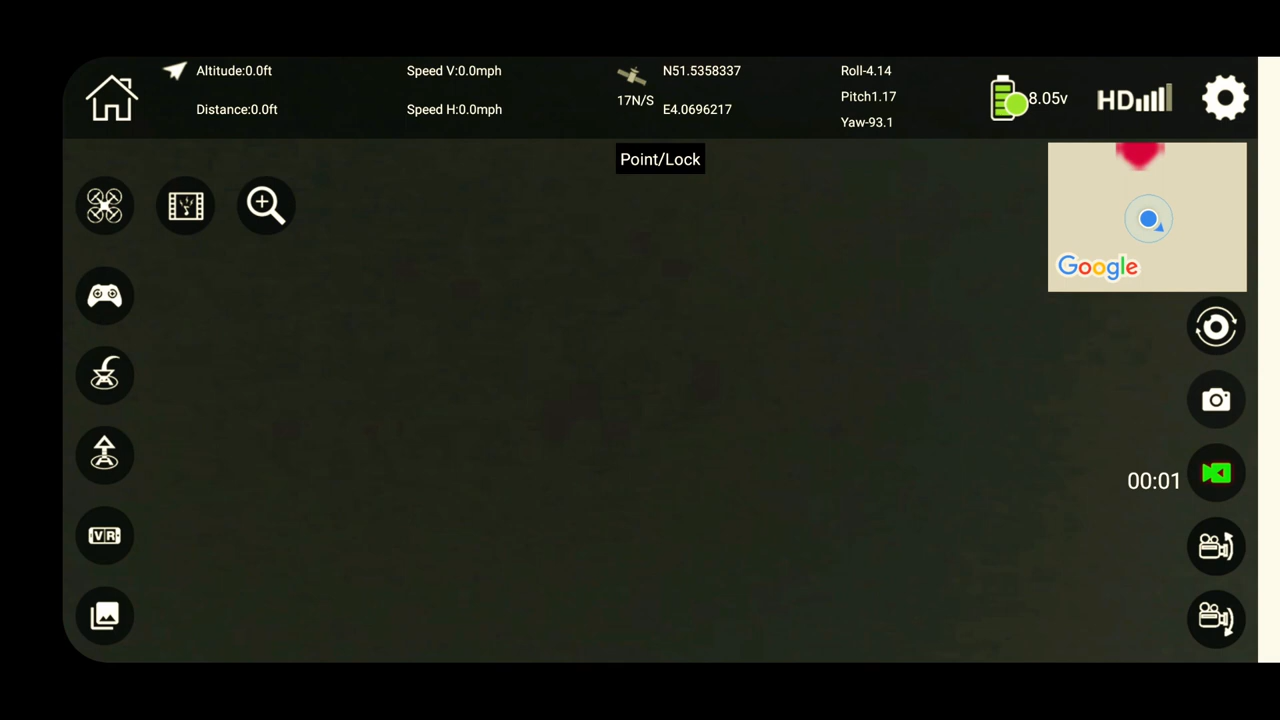 Altitude:0.0ft
Speed V:0.0mph
N51.5358337
Roll-4.14
17N/S
Pitch1.17
8.05v
HD
Distance:0.0ft
Speed H:0.0mph
E4.0696217
Yaw-93.1
Point/Lock
Google
00:01
VR